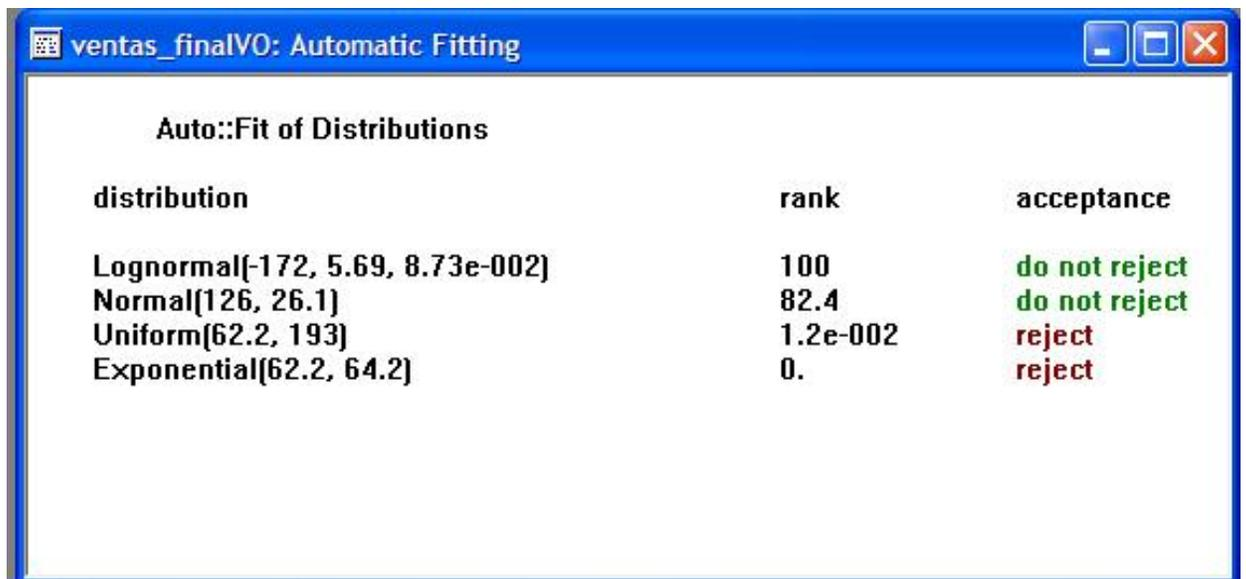 ventas_finalVO: Automatic Fitting
Auto::Fit of Distributions
distribution rank acceptance
Lognormal(-172, 5.69, 8.73e-002) 100 do not reject
Normal(126, 26.1) 82.4 do not reject
Uniform(62.2, 193) 1.2e-002 reject
Exponential(62.2, 64.2) 0. reject